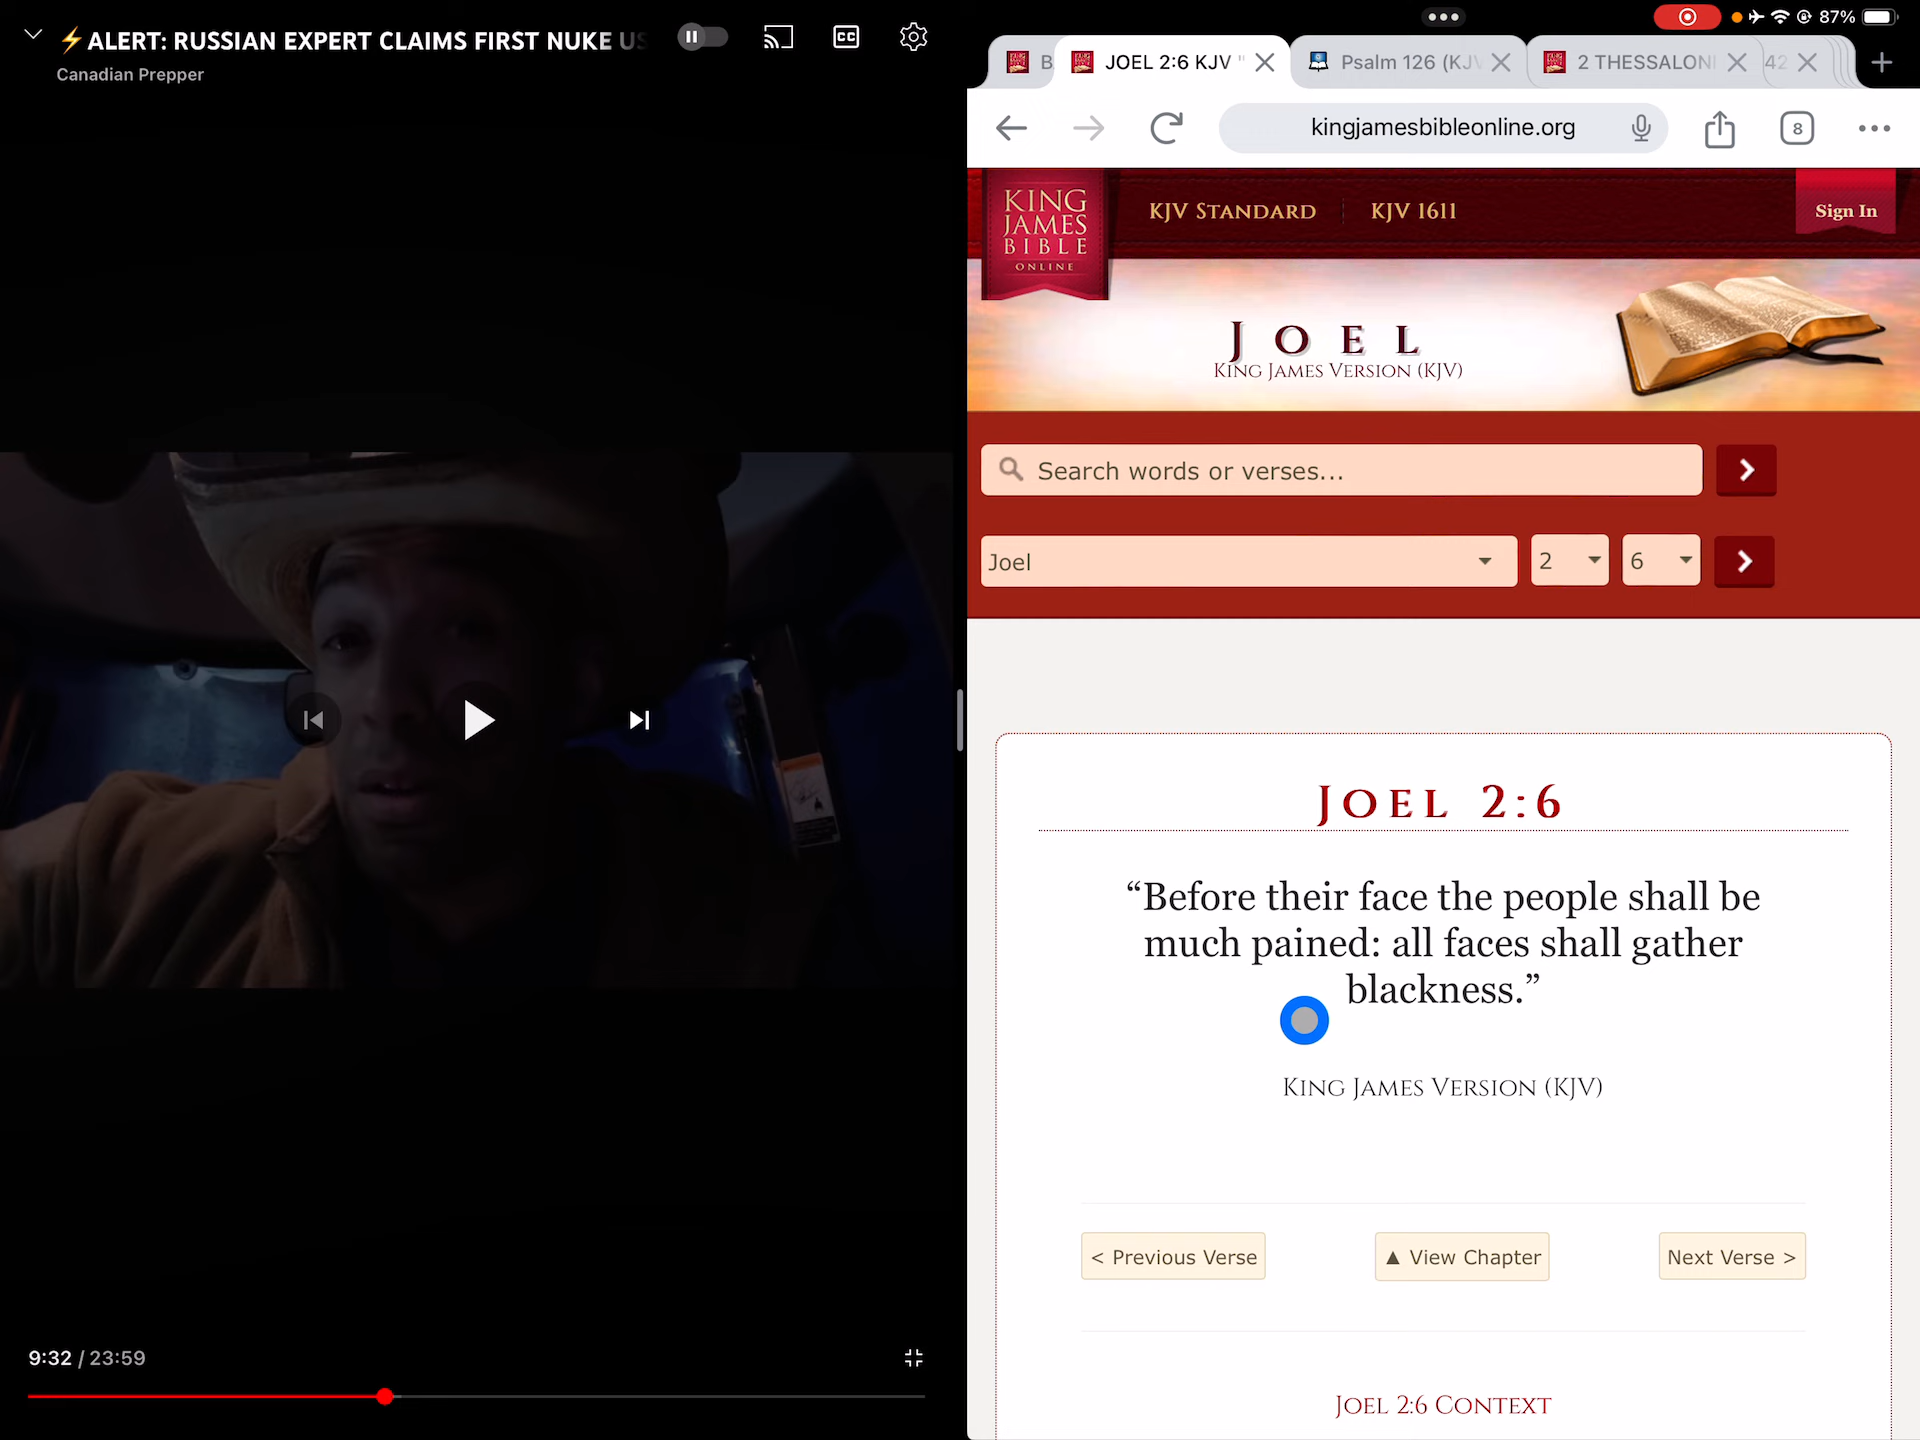 ⚡ALERT: RUSSIAN EXPERT CLAIMS FIRST NUKE US
Canadian Prepper
CC
9:32 / 23:59
87%
B
JOEL 2:6 KJV "
Psalm 126 (KJV
2 THESSALONI
42
kingjamesbibleonline.org
8
KING
JAMES
BIBLE
ONLINE
KJV STANDARD
KJV 1611
Sign In
JOEL
KING JAMES VERSION (KJV)
Search words or verses...
Joel
2
6
JOEL 2:6
“Before their face the people shall be
much pained: all faces shall gather
blackness.”
KING JAMES VERSION (KJV)
< Previous Verse
▲ View Chapter
Next Verse >
JOEL 2:6 CONTEXT